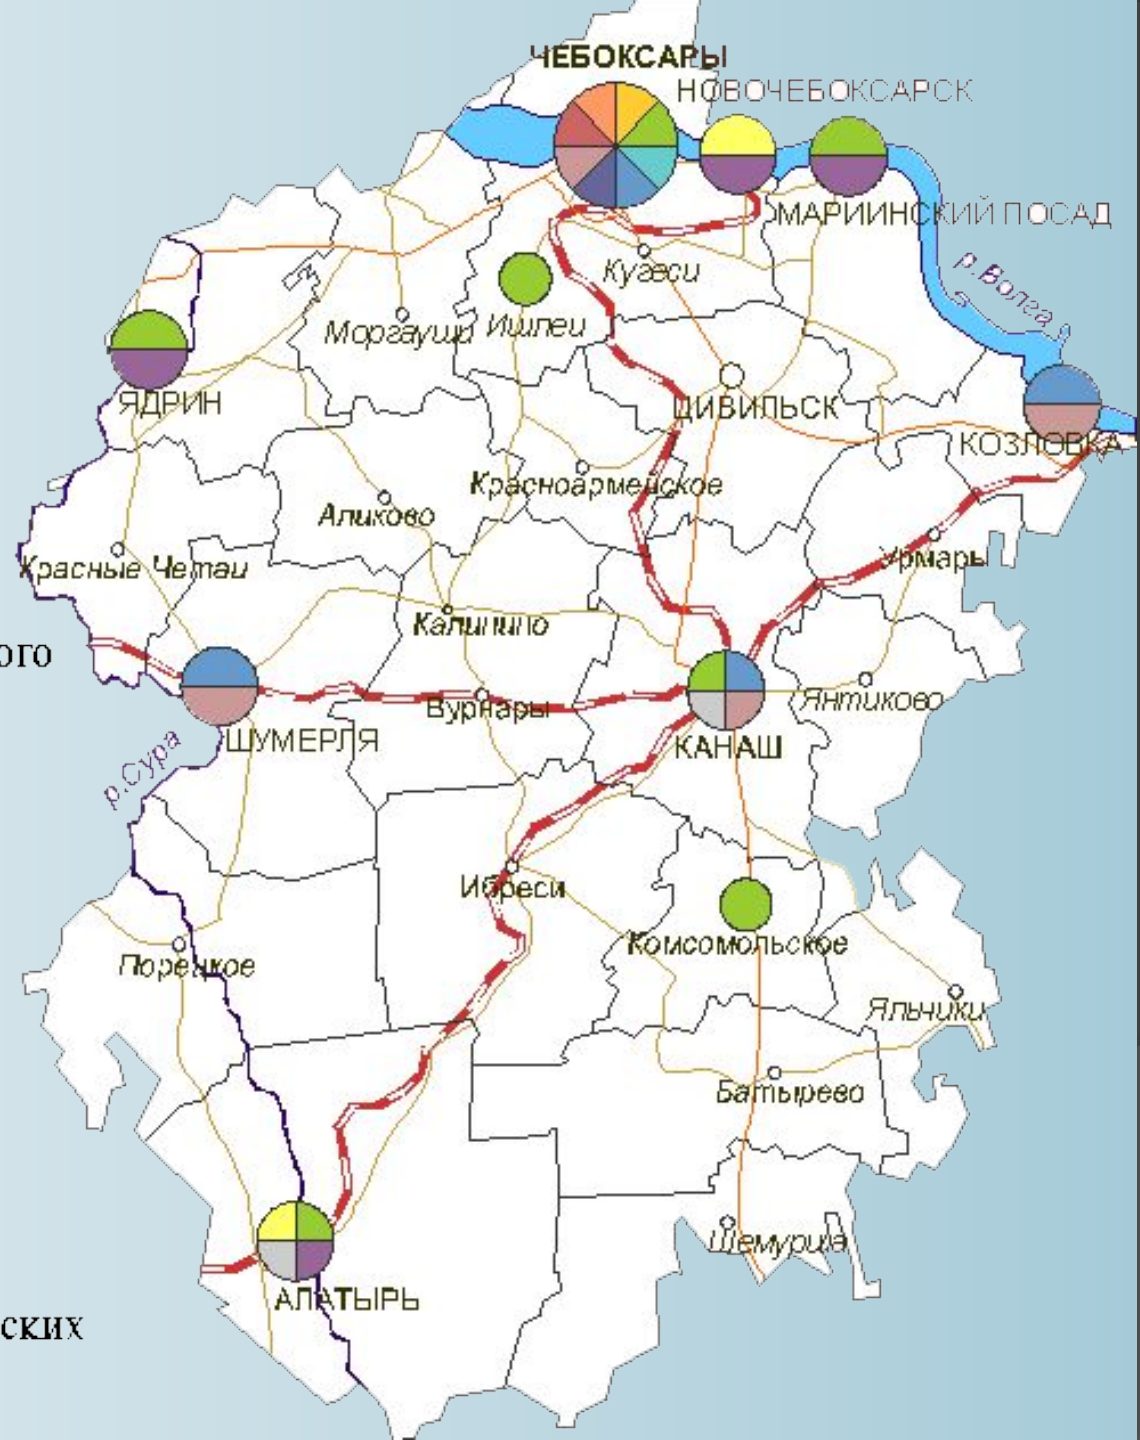 ЧЕБОКСАРЫ
НОВОЧЕБОКСАРСК
МАРИИНСКИЙ ПОСАД
р.Волга
Кугеси
Моргауши
Ишлеи
ЯДРИН
ЦИВИЛЬСК
КОЗЛОВКА
Красноармейское
Аликово
Урмары
Красные Четаи
Калинино
ого
Янтиково
Вурнары
ШУМЕРЛЯ
КАНАШ
р.Сура
Ибреси
Комсомольское
Порецкое
Яльчики
Батырево
Шемурша
АЛАТЫРЬ
ских